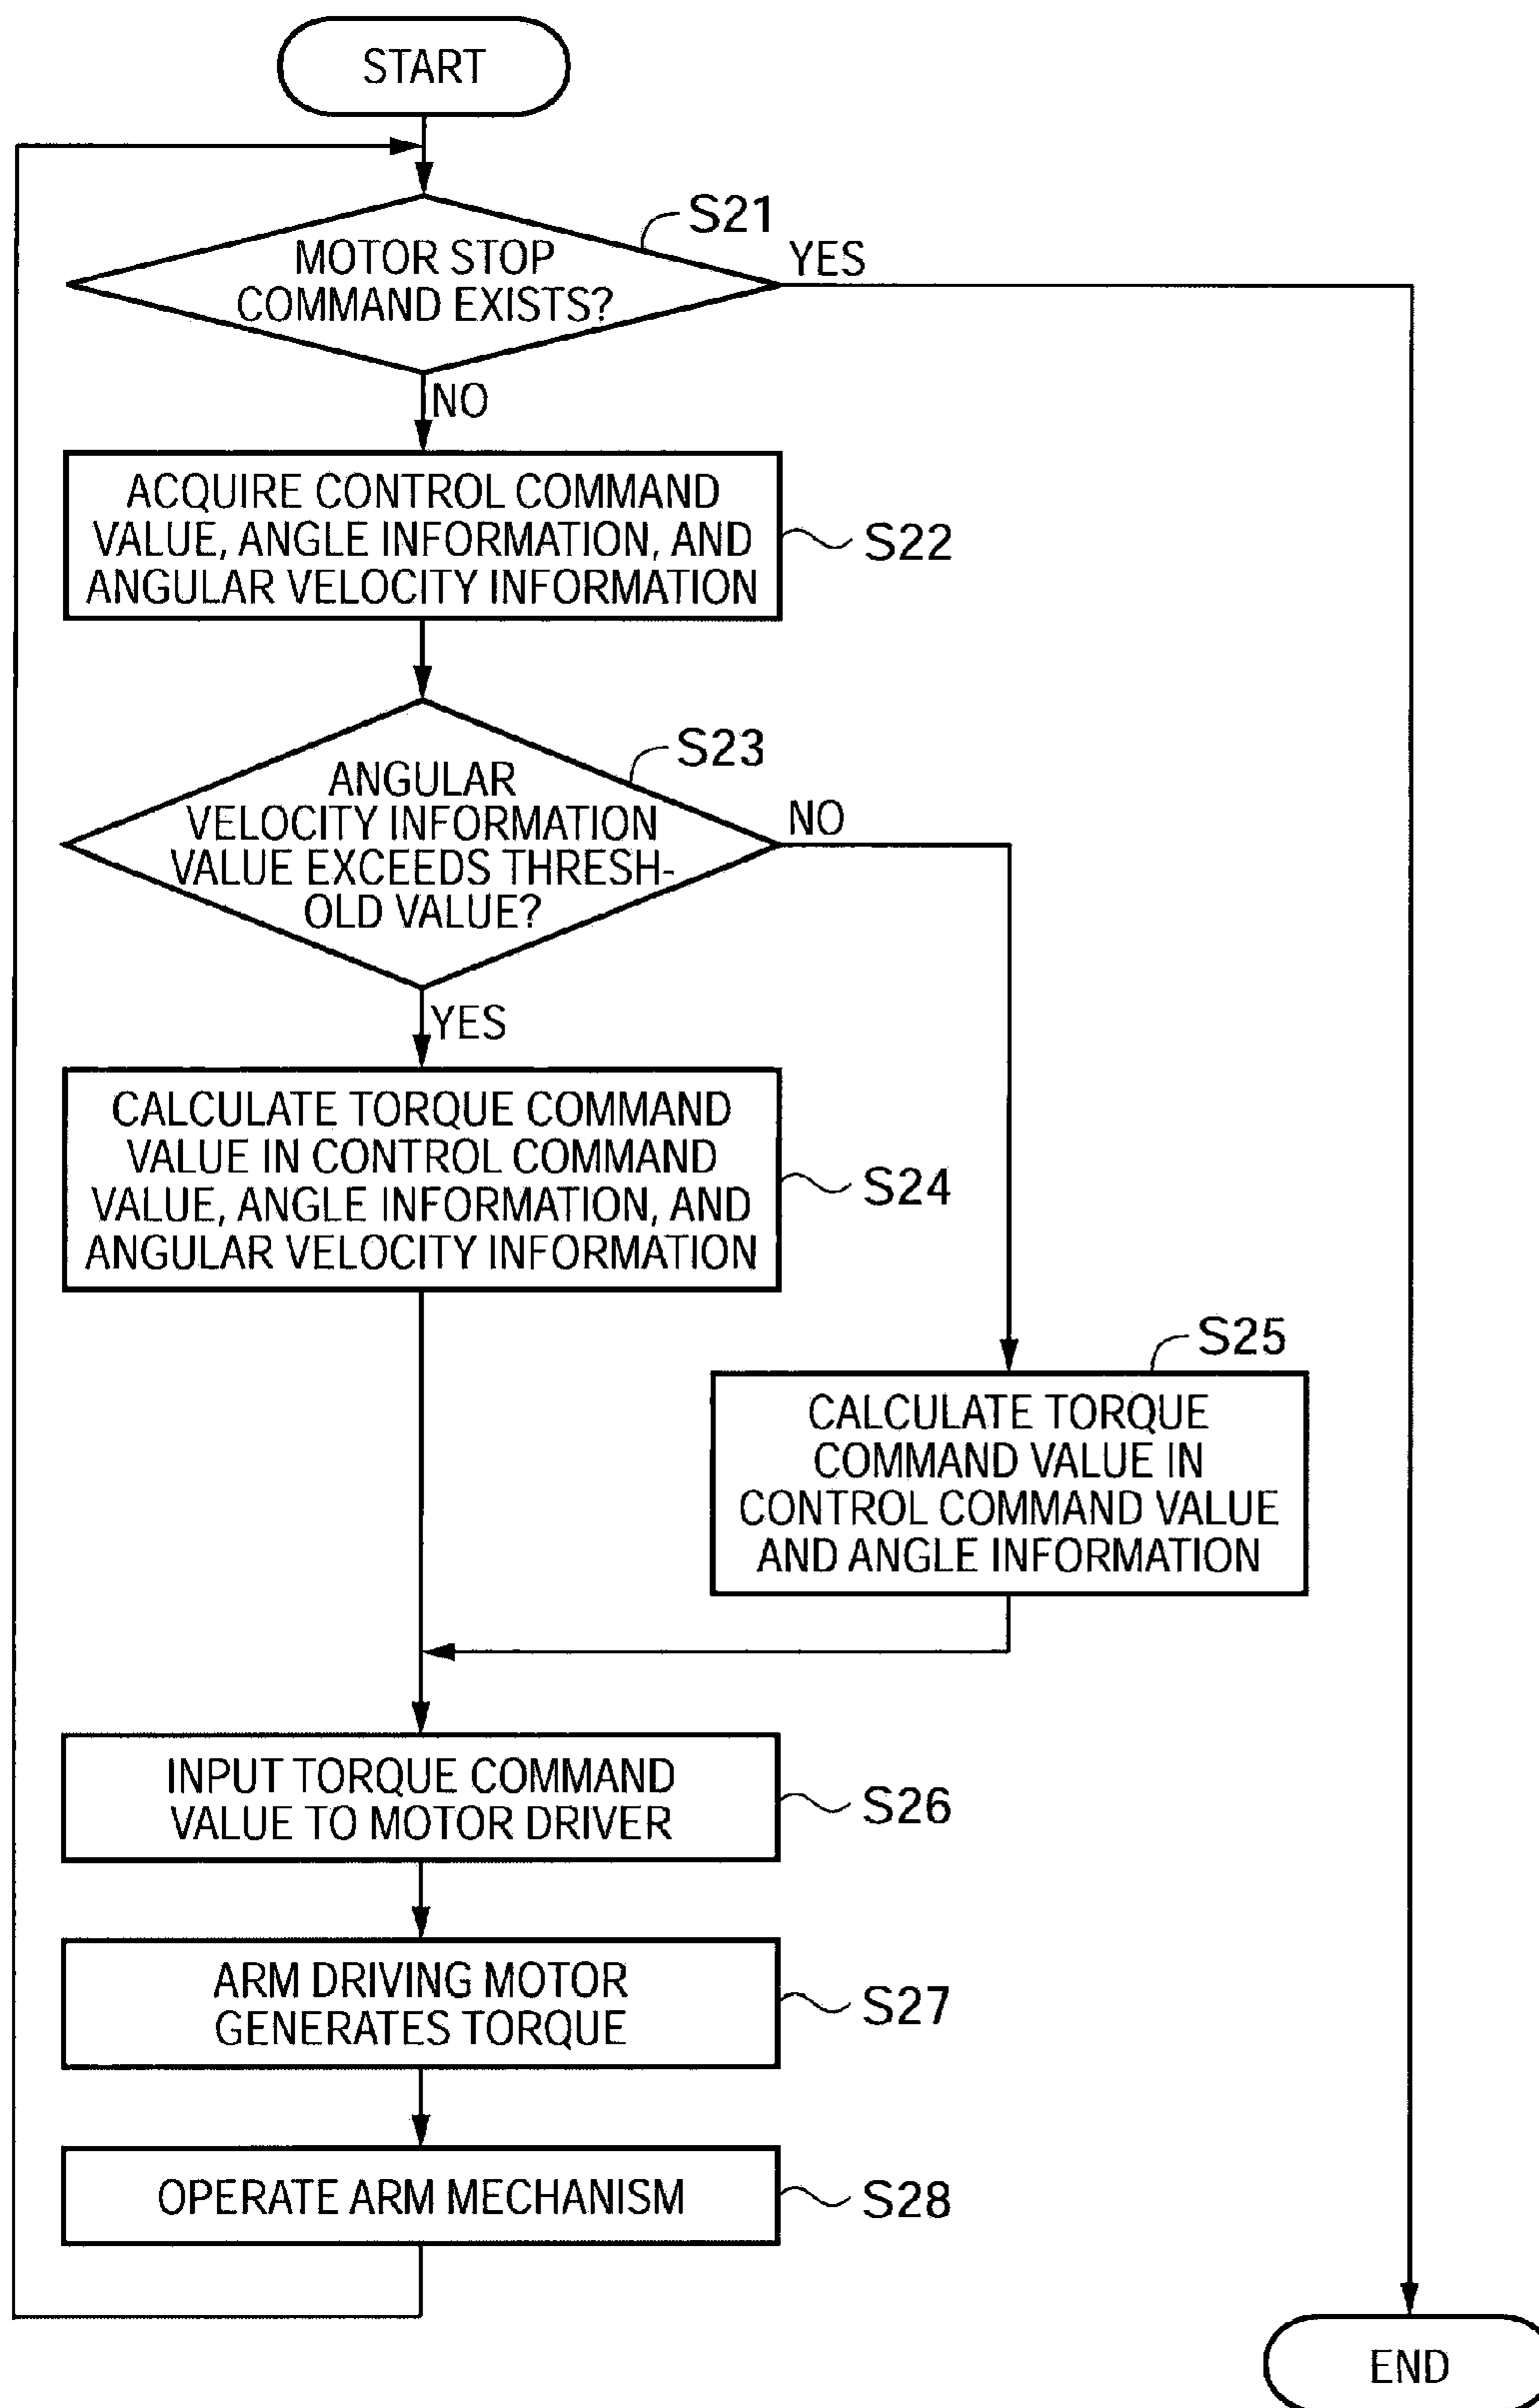 START
S21
MOTOR STOP
COMMAND EXISTS?
YES
NO
ACQUIRE CONTROL COMMAND
VALUE, ANGLE INFORMATION, AND
ANGULAR VELOCITY INFORMATION
S22
S23
ANGULAR
VELOCITY INFORMATION
VALUE EXCEEDS THRESH-
OLD VALUE?
NO
YES
CALCULATE TORQUE COMMAND
VALUE IN CONTROL COMMAND
VALUE, ANGLE INFORMATION, AND
ANGULAR VELOCITY INFORMATION
S24
S25
CALCULATE TORQUE
COMMAND VALUE IN
CONTROL COMMAND VALUE
AND ANGLE INFORMATION
INPUT TORQUE COMMAND
VALUE TO MOTOR DRIVER
S26
ARM DRIVING MOTOR
GENERATES TORQUE
S27
OPERATE ARM MECHANISM
S28
END